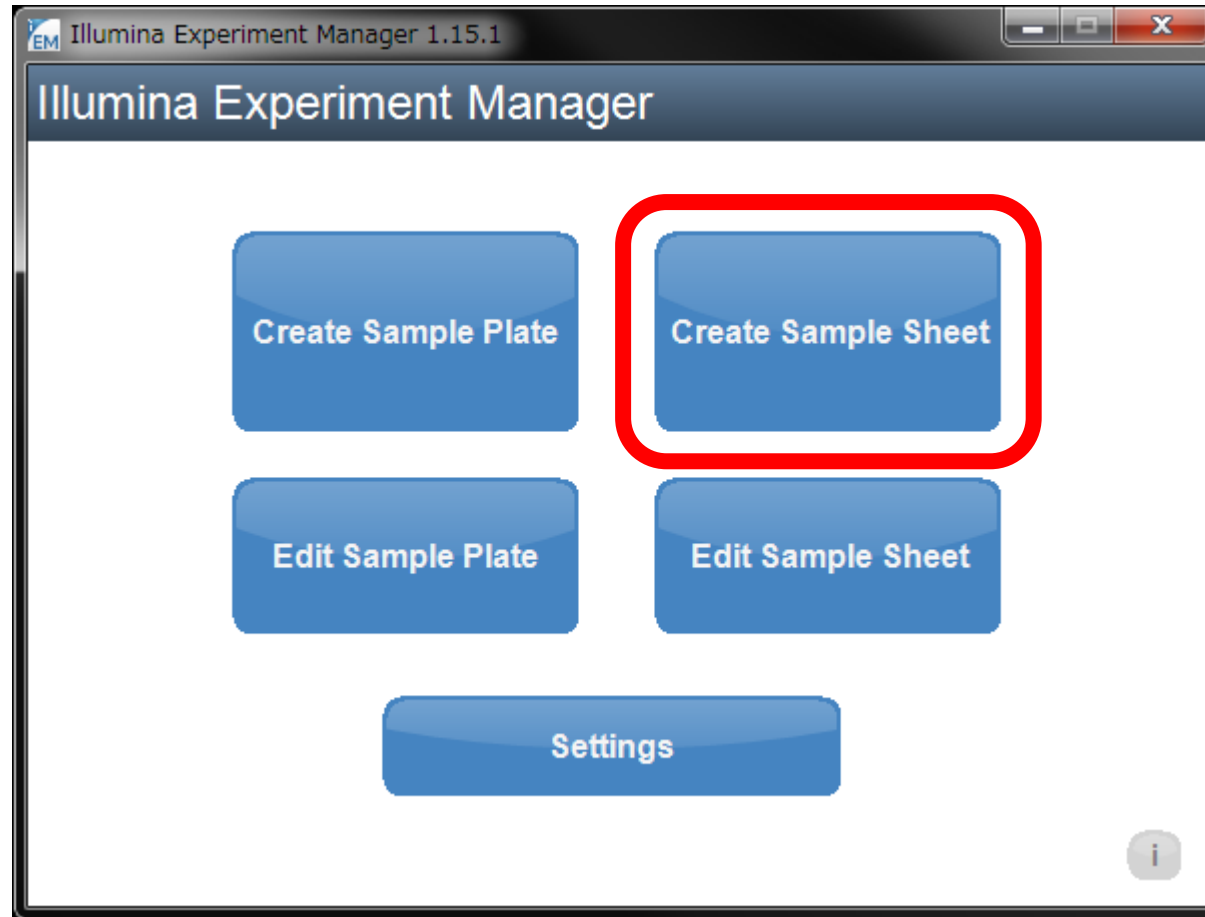 EM Illumina Experiment Manager 1.15.1
Illumina Experiment Manager
Create Sample Plate
Create Sample Sheet
Edit Sample Plate
Edit Sample Sheet
Settings
i